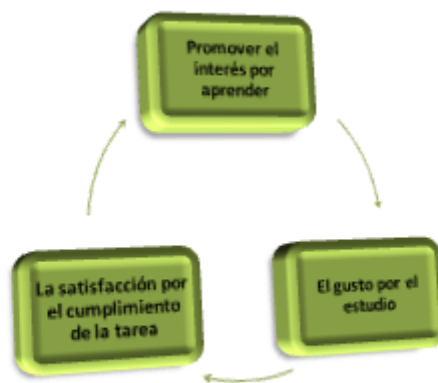 Promover el
interés por
aprender
El gusto por el
estudio
La satisfacción por
el cumplimiento
de la tarea